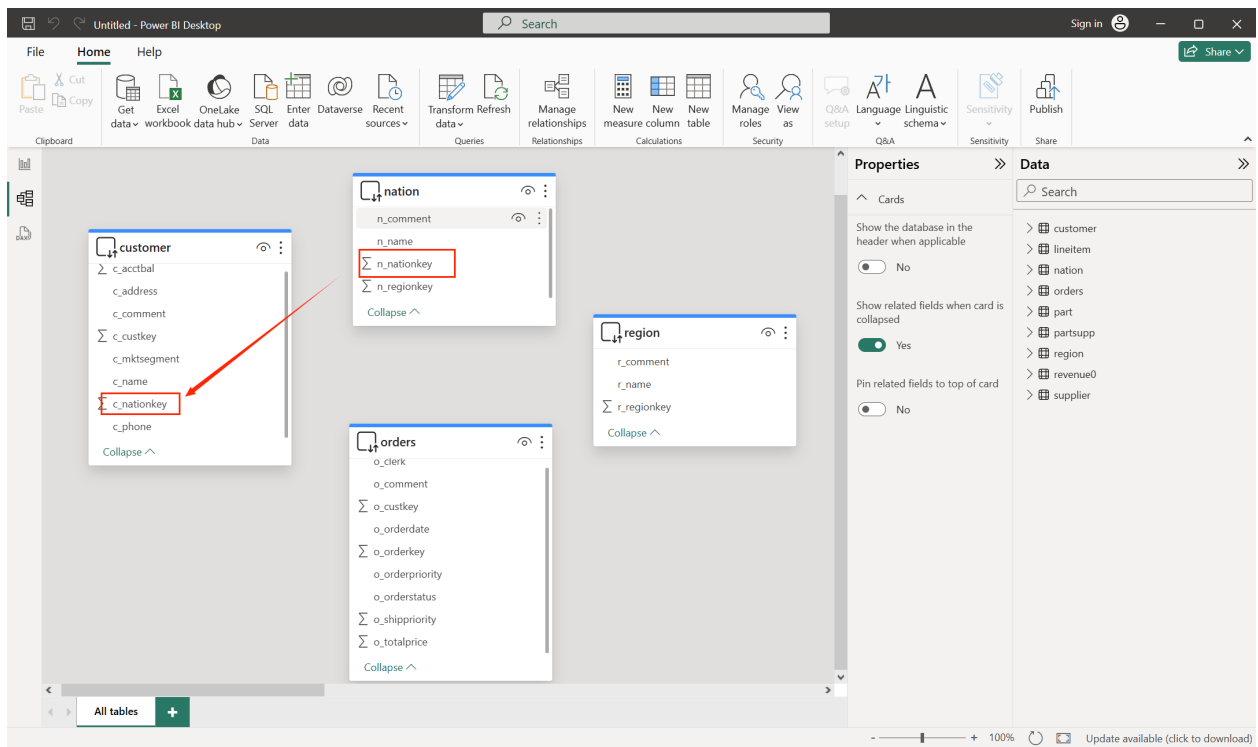 Untitled - Power BI Desktop
Search
Sign in
File Home Help
Share
Paste
Cut
Copy
Clipboard
Get data
Excel workbook
OneLake data hub
SQL Server
Enter data
Dataverse
Recent sources
Data
Transform data
Refresh
Queries
Manage relationships
Relationships
New measure
New column
New table
Calculations
Manage roles
View as
Security
Q&A setup
Language
Linguistic schema
Q&A
Sensitivity
Sensitivity
Publish
Share
customer
c_acctbal
c_address
c_comment
c_custkey
c_mktsegment
c_name
c_nationkey
c_phone
Collapse
nation
n_comment
n_name
n_nationkey
n_regionkey
Collapse
region
r_comment
r_name
r_regionkey
Collapse
orders
o_clerk
o_comment
o_custkey
o_orderdate
o_orderkey
o_orderpriority
o_orderstatus
o_shippriority
o_totalprice
Collapse
Properties
Cards
Show the database in the
header when applicable
No
Show related fields when card is
collapsed
Yes
Pin related fields to top of card
No
Data
Search
customer
lineitem
nation
orders
part
partsupp
region
revenue0
supplier
All tables
+
- + 100%
Update available (click to download)